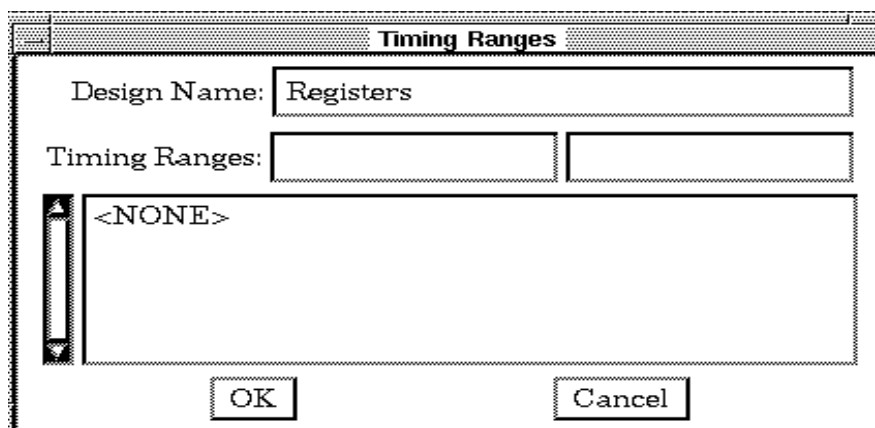 Timing Ranges
Design Name: Registers
Timing Ranges:
<NONE>
OK Cancel